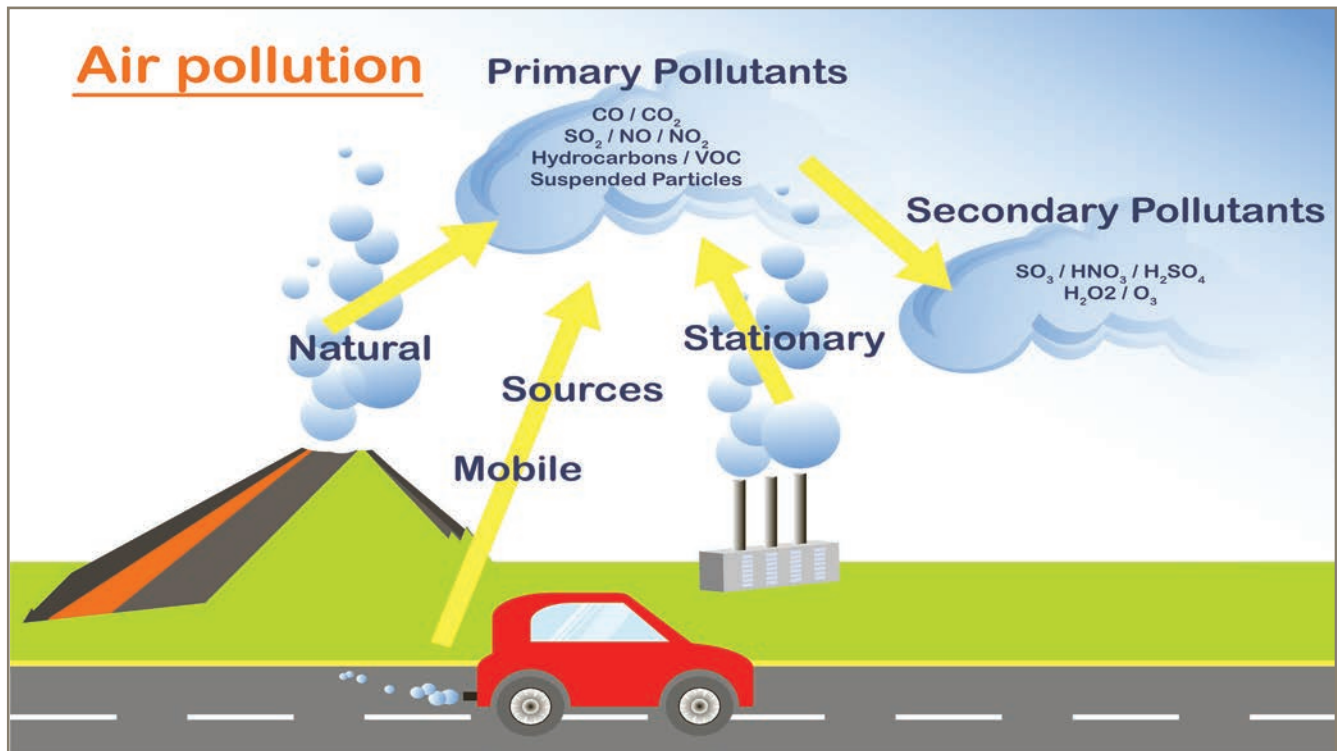 Air pollution
Primary Pollutants
CO / CO₂
SO₂ / NO / NO₂
Hydrocarbons / VOC
Suspended Particles
Secondary Pollutants
SO₃ / HNO₃ / H₂SO₄
H₂O2 / O₃
Natural
Stationary
Sources
Mobile